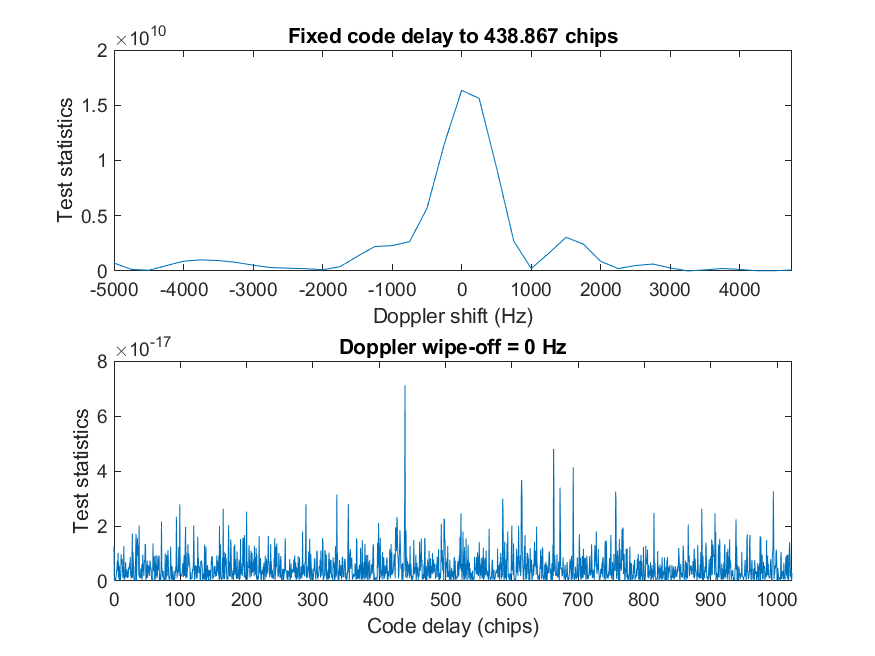 Fixed code delay to 438.867 chips
×10^10
2
1.5
1
0.5
0
Test statistics
-5000 -4000 -3000 -2000 -1000 0 1000 2000 3000 4000
Doppler shift (Hz)
Doppler wipe-off = 0 Hz
×10^-17
8
6
4
2
0
Test statistics
0 100 200 300 400 500 600 700 800 900 1000
Code delay (chips)